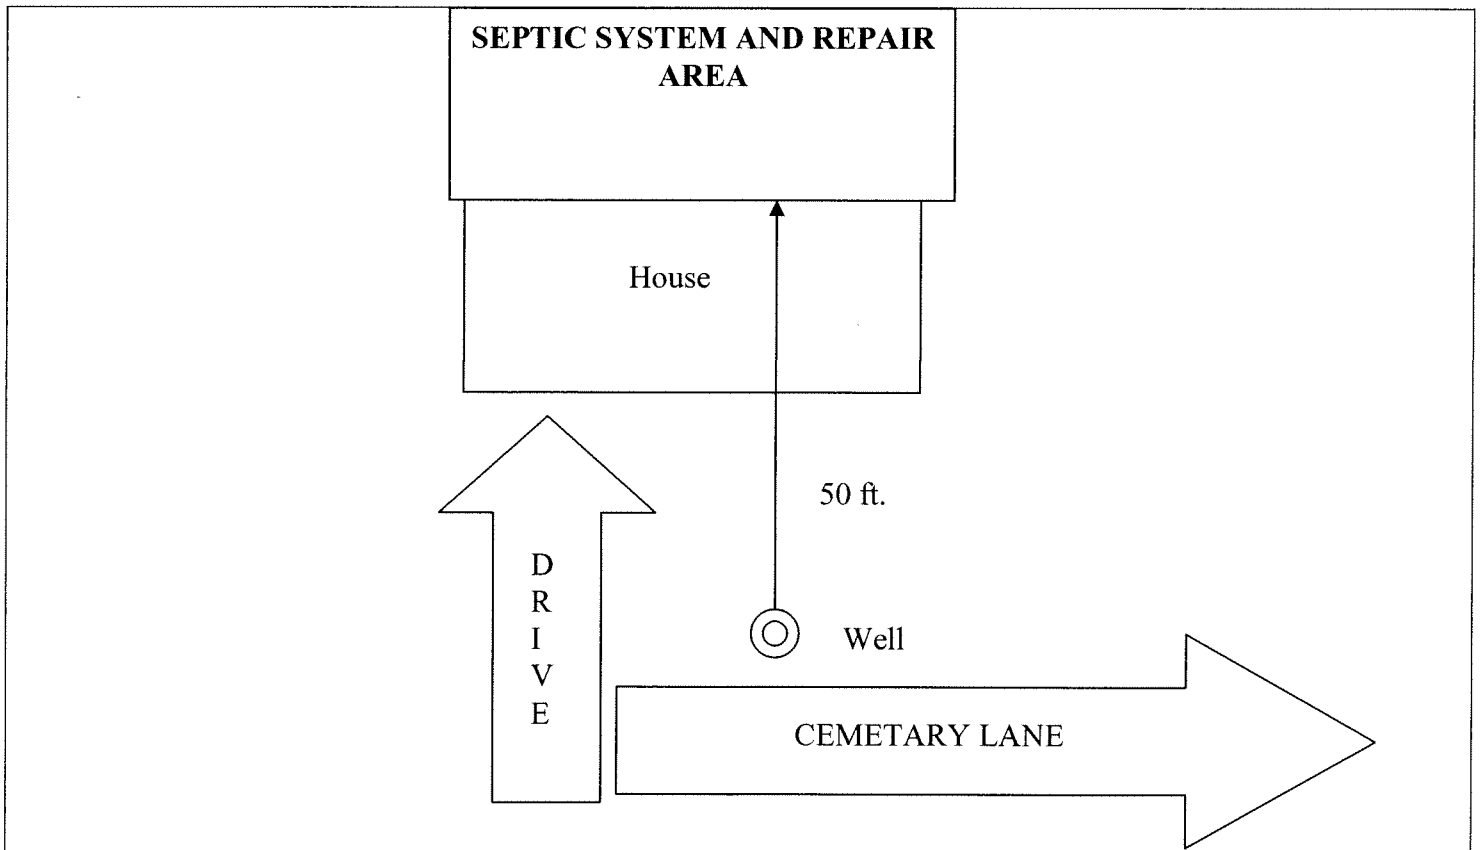 SEPTIC SYSTEM AND REPAIR
AREA
House
50 ft.
D
R
I
V
E
Well
CEMETARY LANE